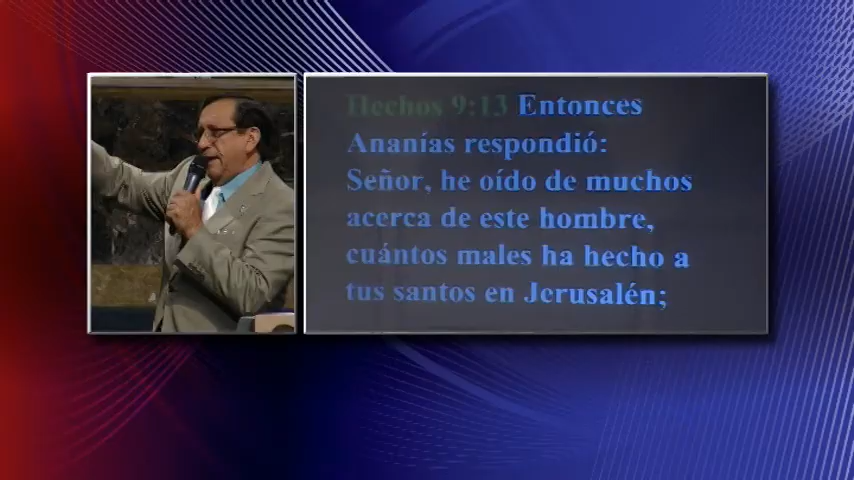 Hechos 9:13 Entonces
Ananías respondió:
Señor, he oído de muchos
acerca de este hombre,
cuántos males ha hecho a
tus santos en Jerusalén;